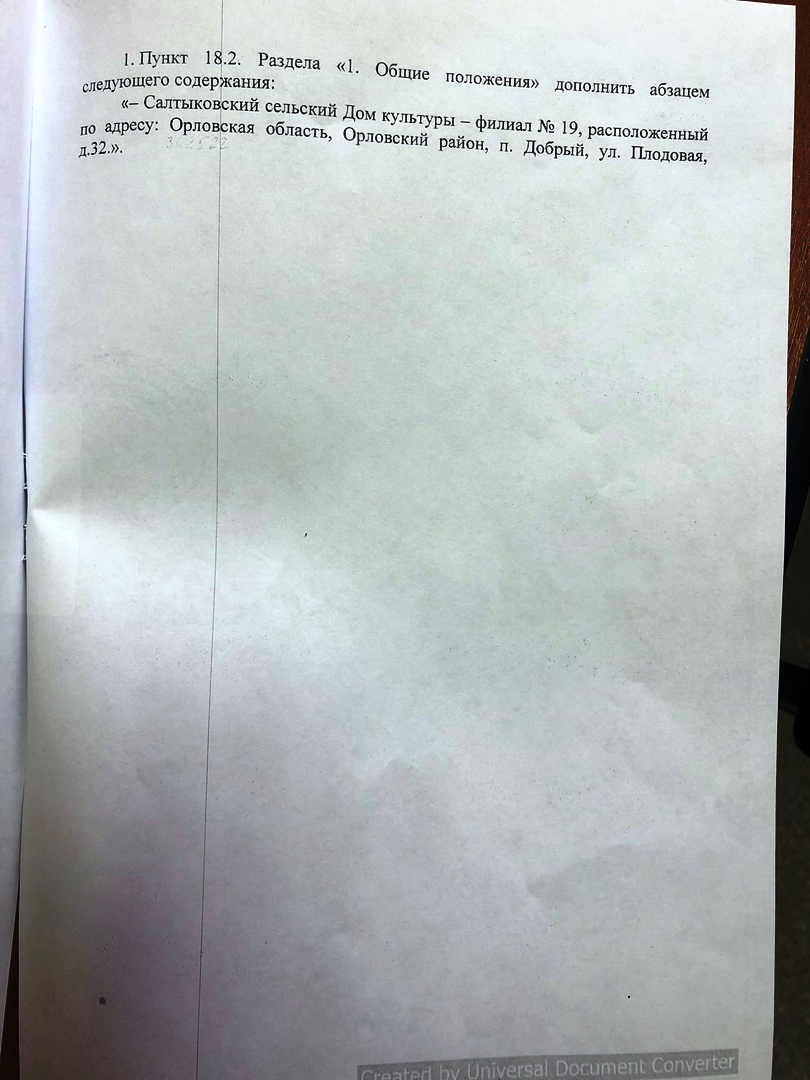 1. Пункт 18.2. Раздела «1. Общие положения» дополнить абзацем
следующего содержания:
«– Салтыковский сельский Дом культуры – филиал № 19, расположенный
по адресу: Орловская область, Орловский район, п. Добрый, ул. Плодовая,
д.32.».
Created by Universal Document Converter